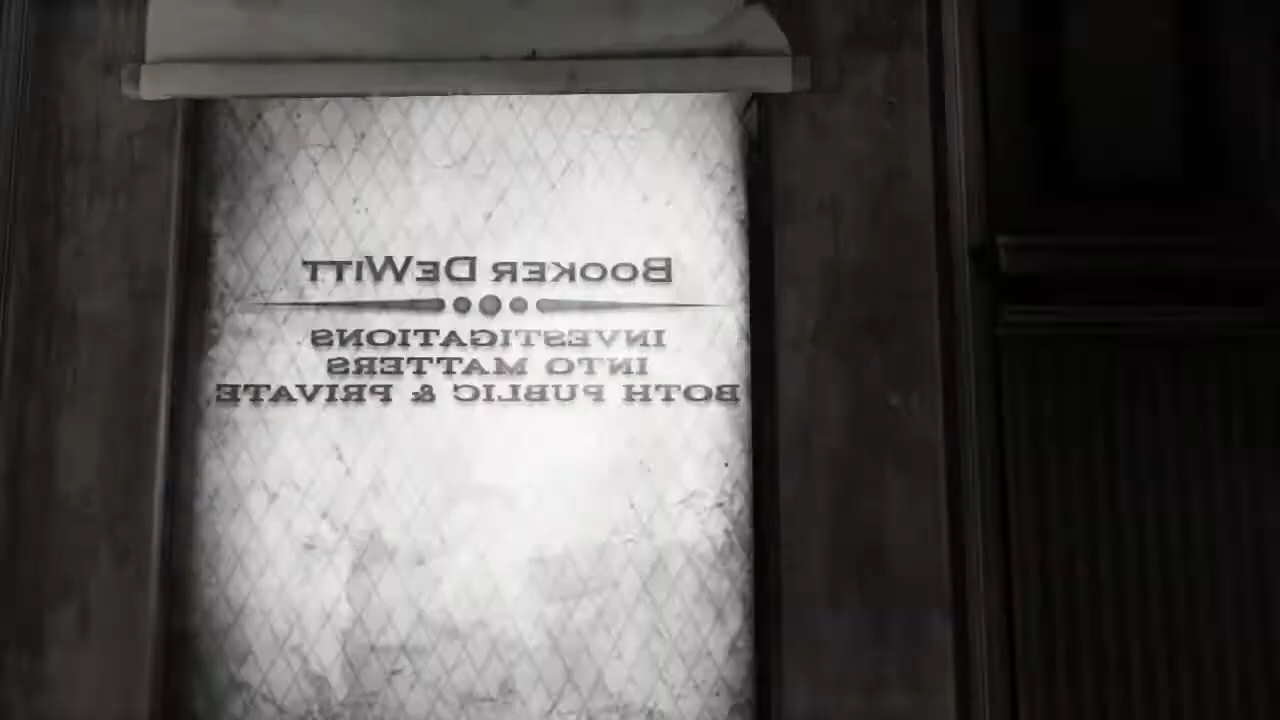 Booker DeWitt
INVESTIGATIONS
INTO MATTERS
BOTH PUBLIC & PRIVATE